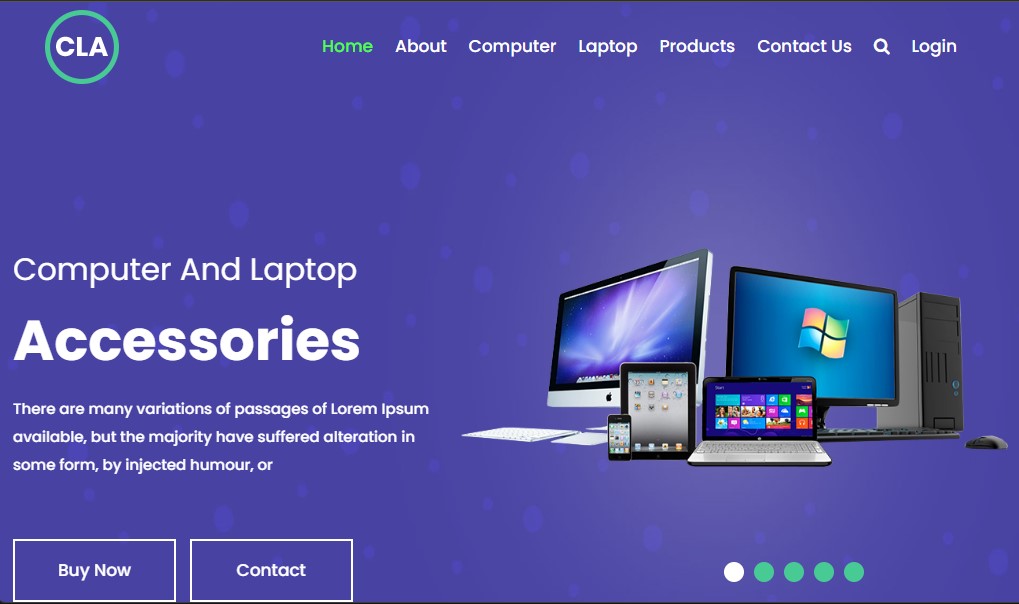 CLA
Home About Computer Laptop Products Contact Us Login
Computer And Laptop
Accessories
There are many variations of passages of Lorem Ipsum
available, but the majority have suffered alteration in
some form, by injected humour, or
Start
Buy Now Contact